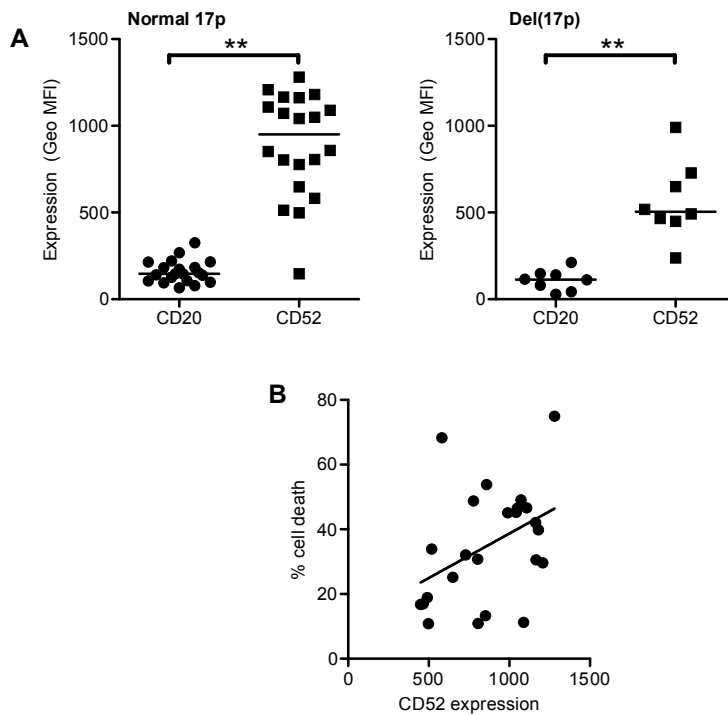 A
Normal 17p
**
Expression (Geo MFI)
1500
1000
500
0
CD20 CD52
Del(17p)
**
Expression (Geo MFI)
1500
1000
500
0
CD20 CD52
B
% cell death
80
60
40
20
0
0 500 1000 1500
CD52 expression